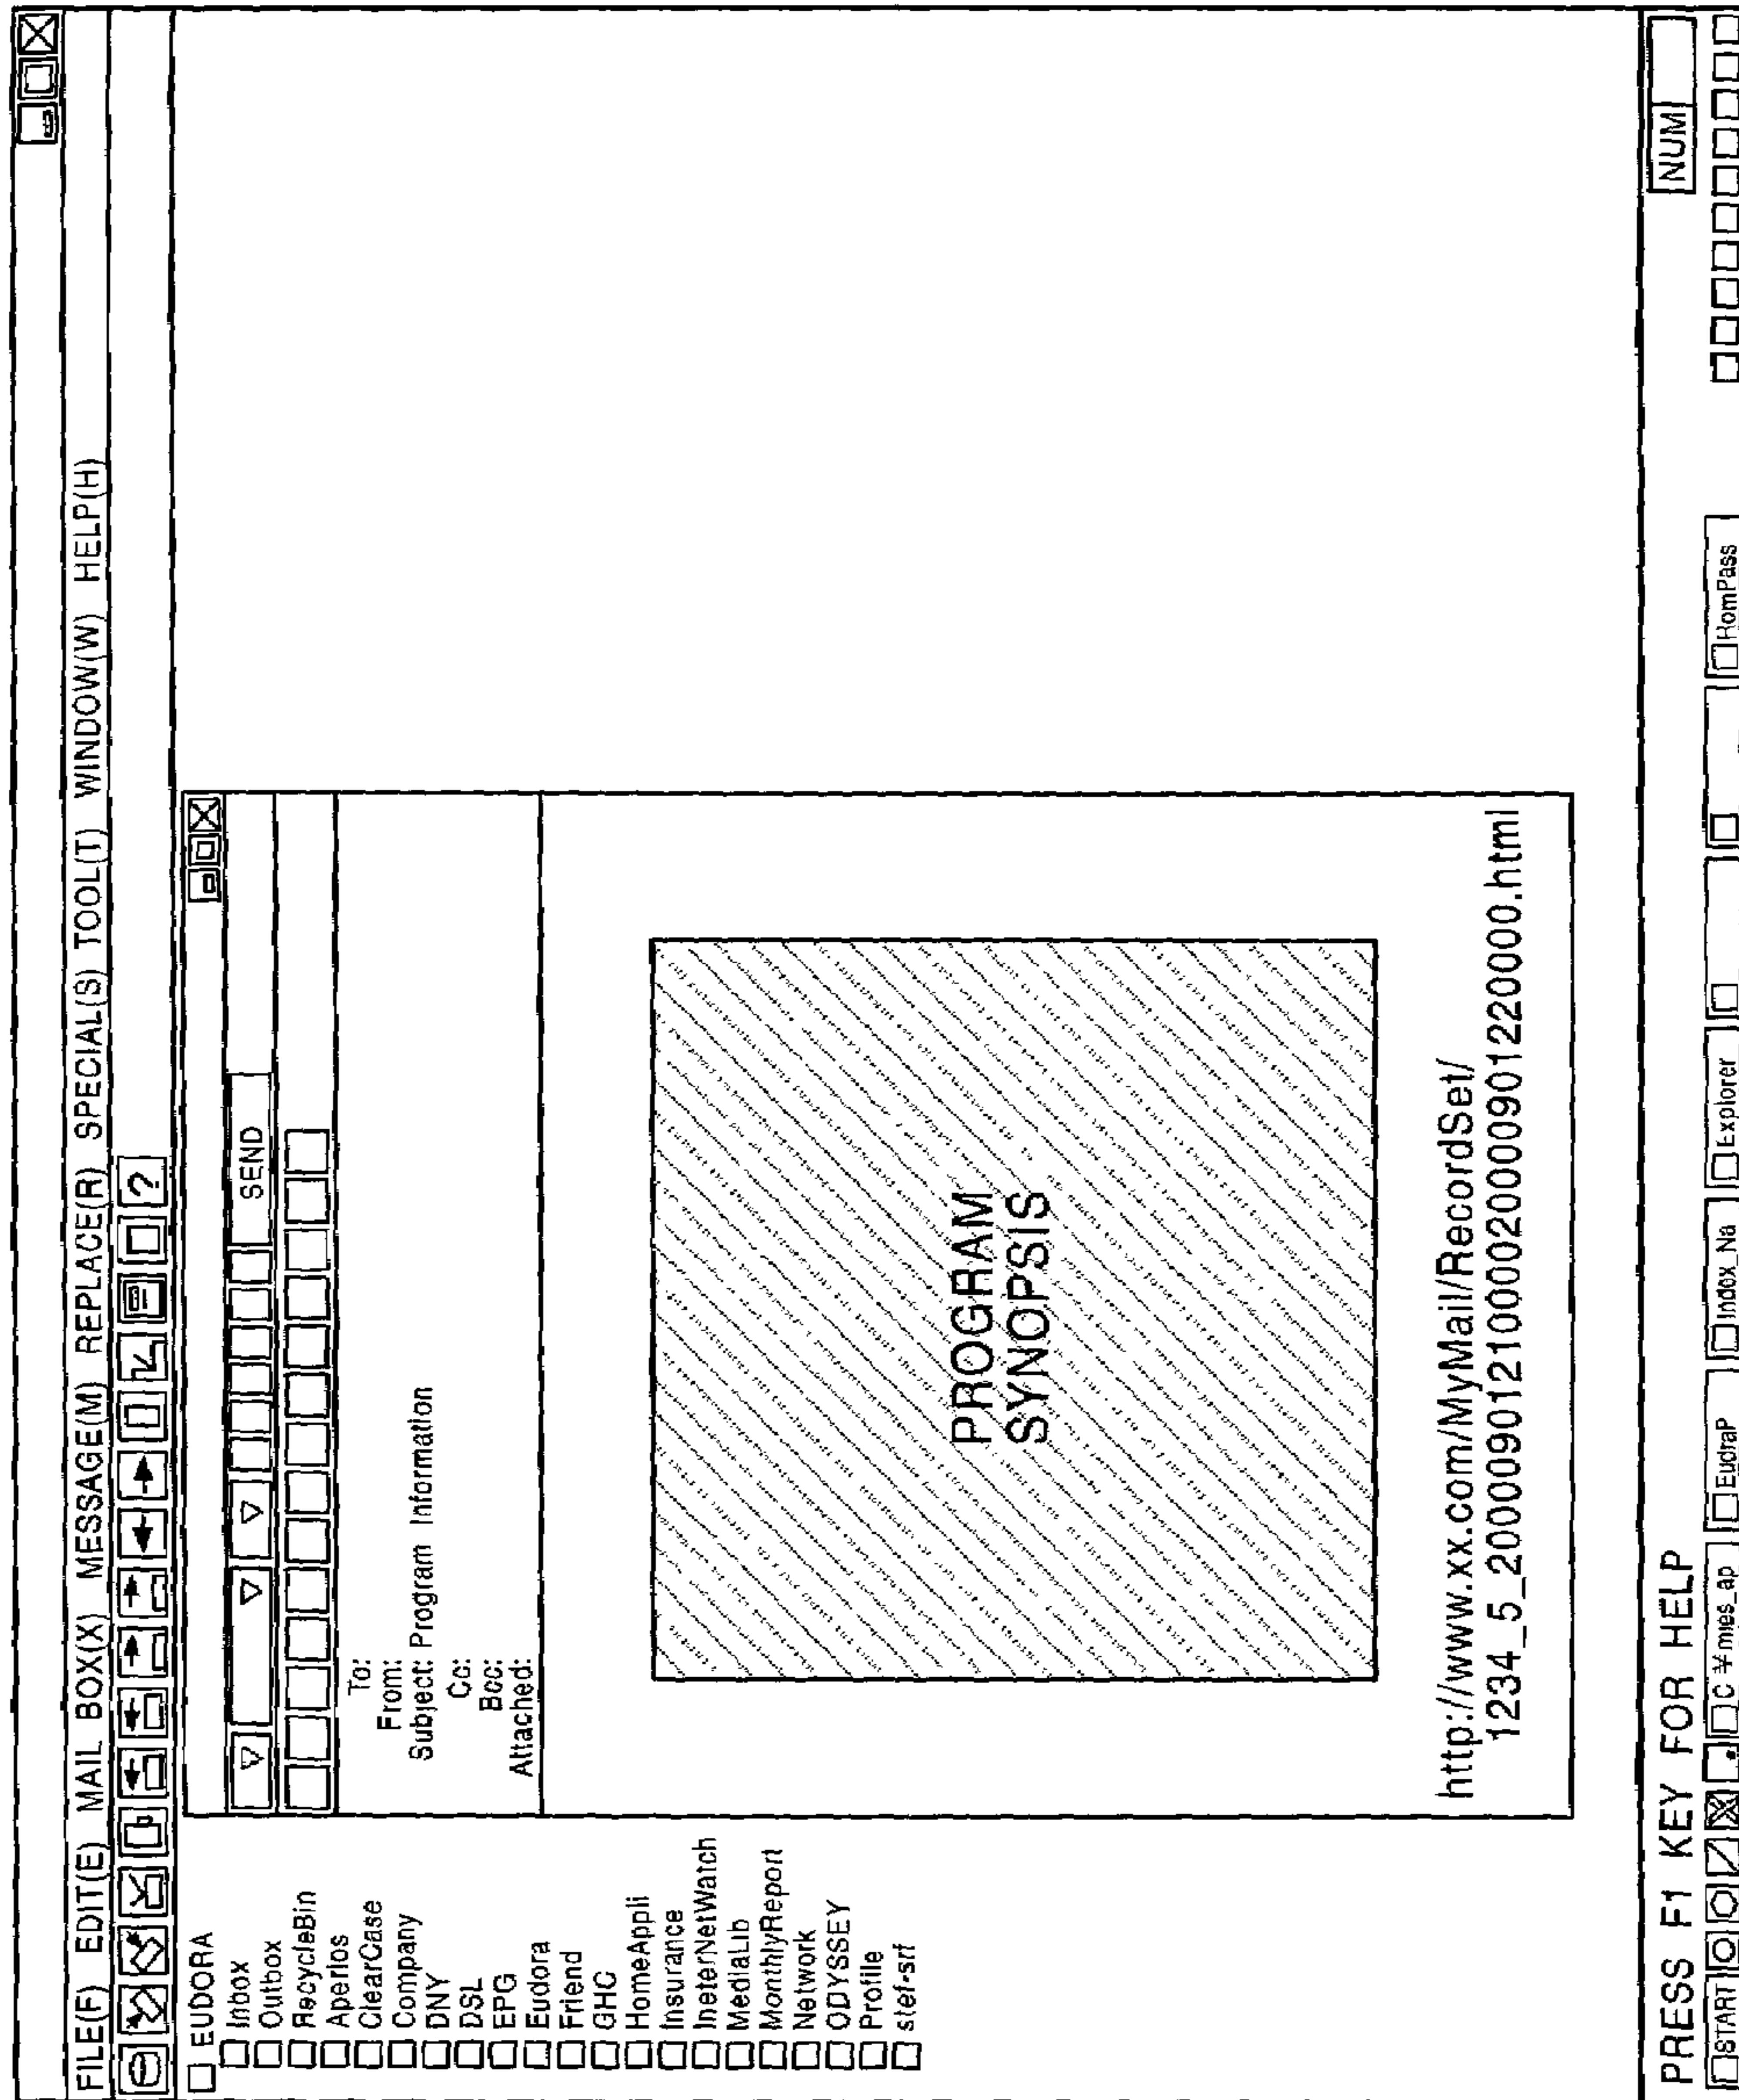 FILE(F) EDIT(E) MAIL BOX(X) MESSAGE(M) REPLACE(R) SPECIAL(S) TOOL(T) WINDOW(W) HELP(H)
?
EUDORA
Inbox
Outbox
RecycleBin
Aperios
ClearCase
Company
DNY
DSL
EPG
Eudora
Friend
GHC
HomeAppli
Insurance
IneterNetWatch
MediaLib
MonthlyReport
Network
ODYSSEY
Profile
stef-srf
SEND
To:
From:
Subject: Program Information
Cc:
Bcc:
Attached:
PROGRAM
SYNOPSIS
http://www.xx.com/MyMail/RecordSet/
1234_5_2000090121000020000901220000.html
PRESS F1 KEY FOR HELP
NUM
START C ¥mies_ap EudraP Index_Na Explorer RomPass